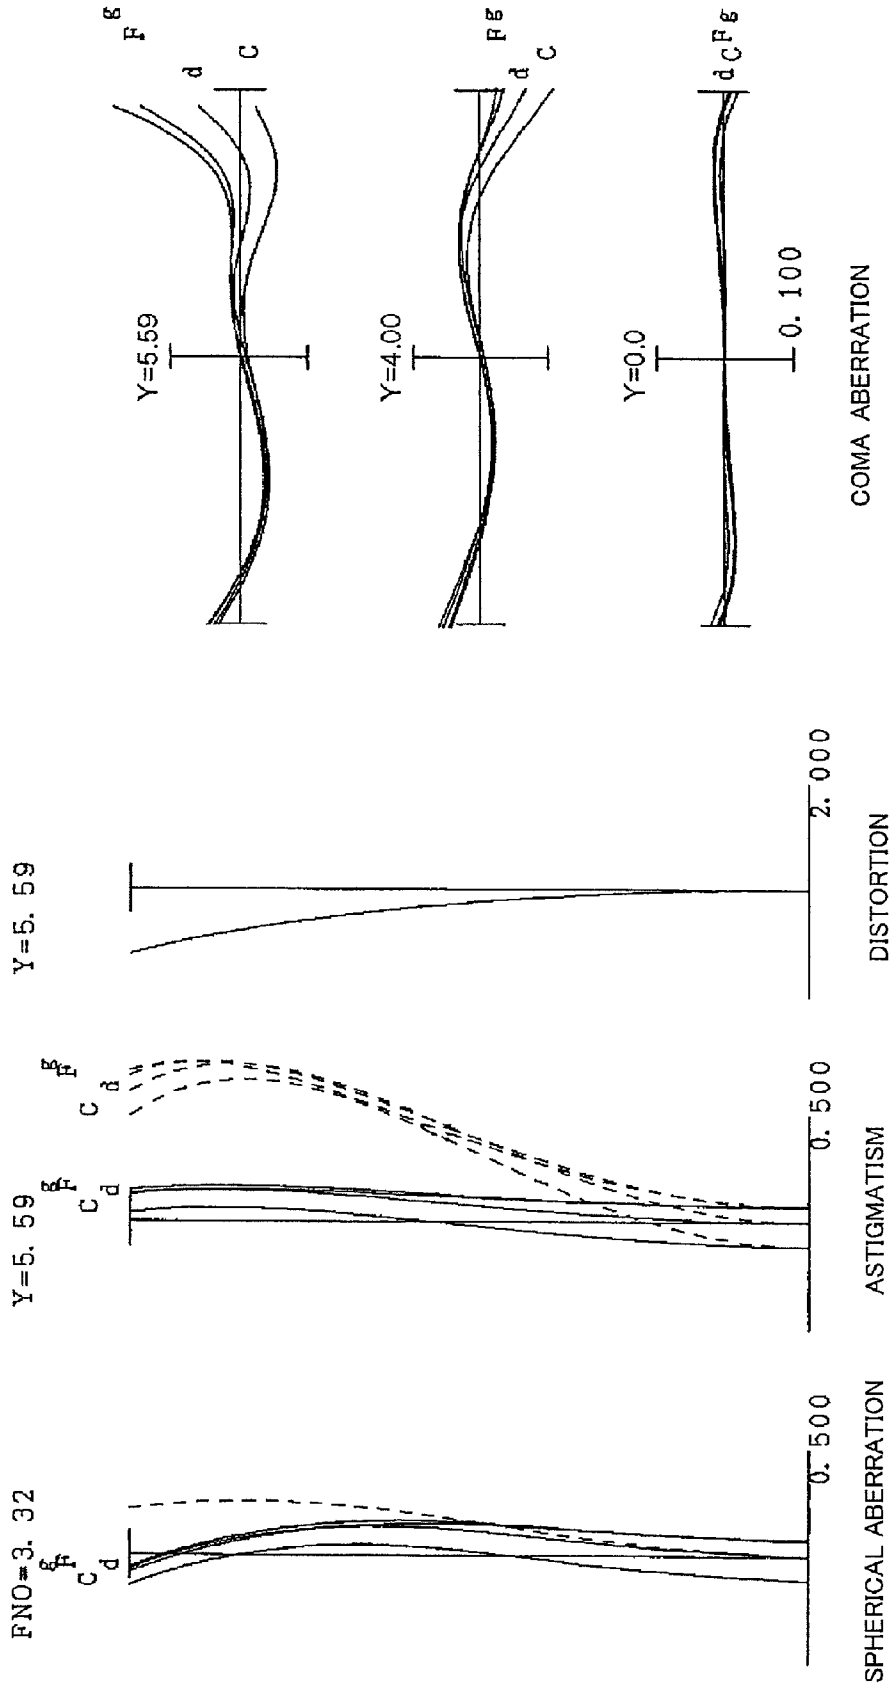 FNO=3. 32
g
F
C d
0. 500
SPHERICAL ABERRATION
Y=5. 59
g
F
C d
g
F
d
C
0. 500
ASTIGMATISM
Y=5. 59
2. 000
DISTORTION
Y=5.59
g
F
d
C
Y=4.00
F g
d
C
Y=0.0
d C F g
0. 100
COMA ABERRATION